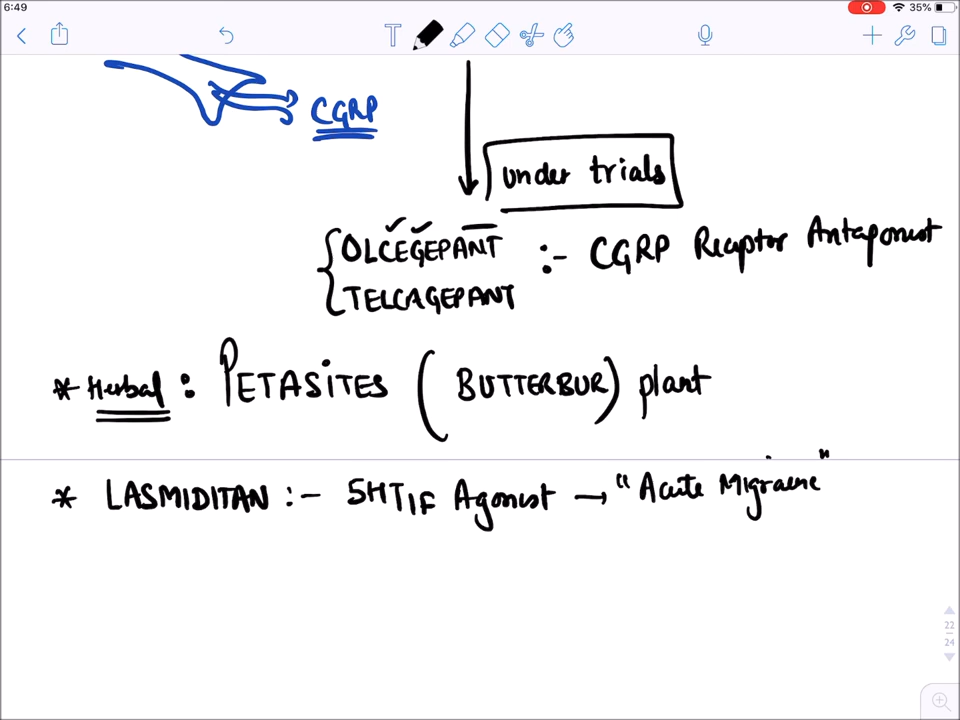 6:49 35%
T
CGRP
under trials
OLCEGEPANT :- CGRP Receptor Antagonist
TELCAGEPANT
* Herbal : PETASITES ( BUTTERBUR) plant
* LASMIDITAN :- 5HT1F Agonist → "Acute Migraine"
22
24